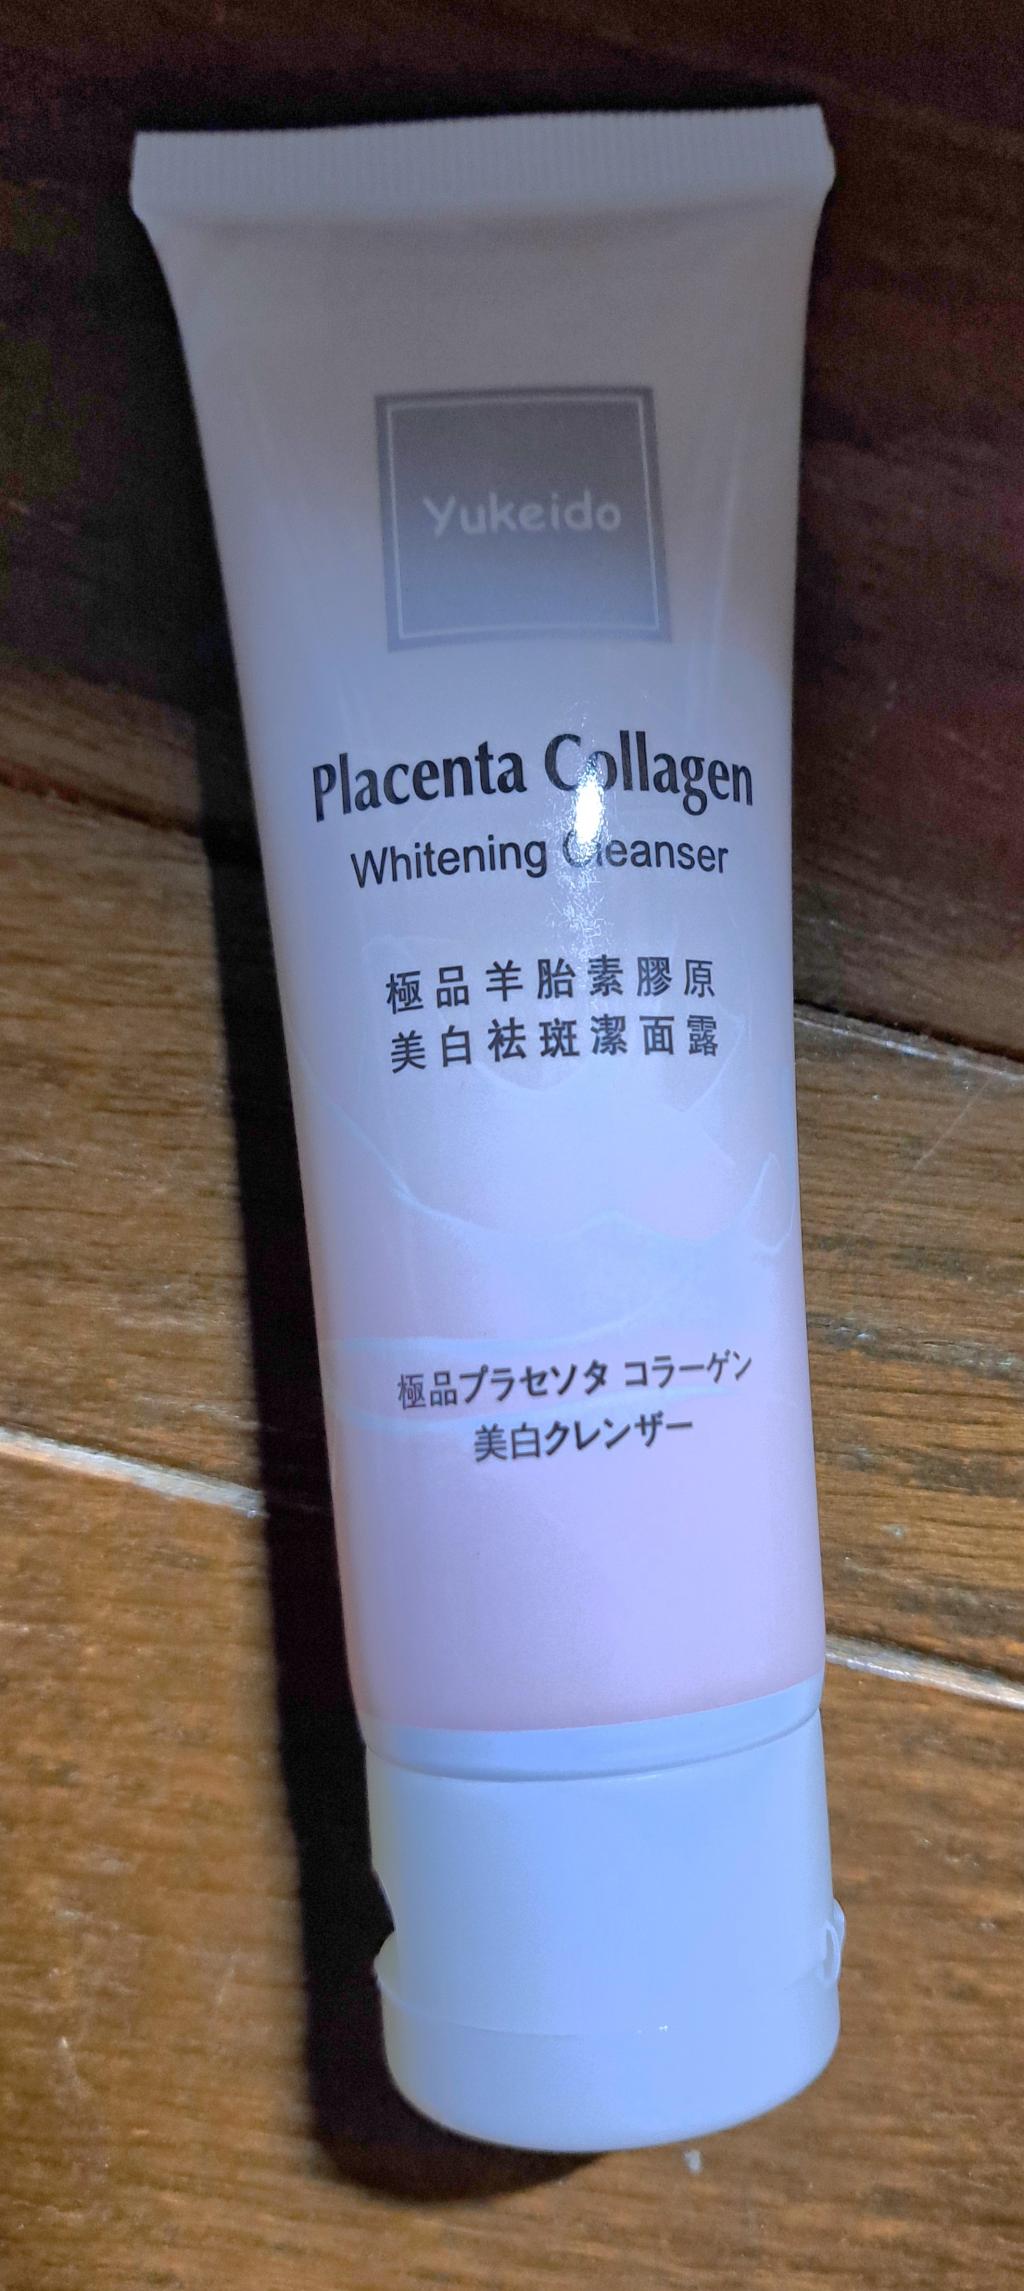 Yukeido
Placenta Collagen
Whitening Cleanser
極品羊胎素膠原
美白祛斑潔面露
極品プラセソタ コラーゲン
美白クレンザー